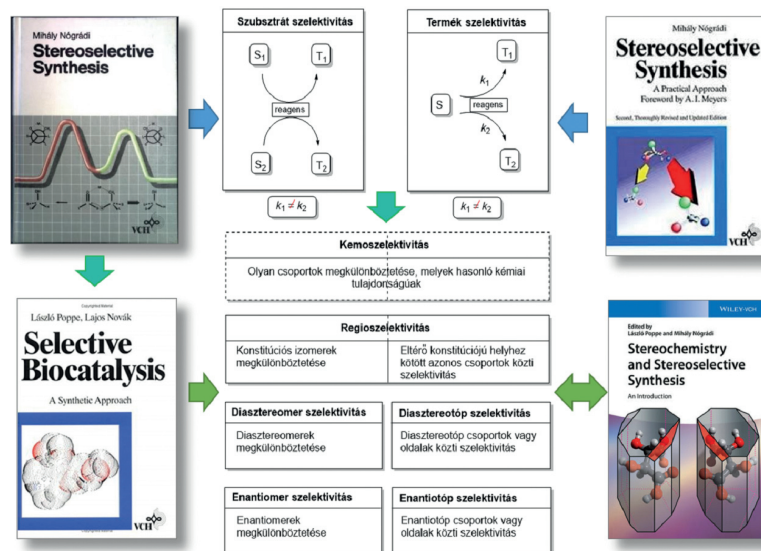 Mihály Nógrádi
Stereoselective
Synthesis
VCH
Szubsztrát szelektivitás
S1
T1
reagens
S2
T2
k1 ≠ k2
Termék szelektivitás
T1
k1
S
reagens
k2
T2
k1 ≠ k2
Mihály Nógrádi
Stereoselective
Synthesis
A Practical Approach
Foreword by A. I. Meyers
Second, Thoroughly Revised and Updated Edition
VCH
Kemoszelektivitás
Olyan csoportok megkülönböztetése, melyek hasonló kémiai
tulajdonságúak
László Poppe, Lajos Novák
Selective
Biocatalysis
A Synthetic Approach
VCH
Regioszelektivitás
Konstitúciós izomerek
megkülönböztetése
Eltérő konstitúciójú helyhez
kötött azonos csoportok közti
szelektivitás
Diasztereomer szelektivitás
Diasztereomerek
megkülönböztetése
Diasztereotóp szelektivitás
Diasztereotóp csoportok vagy
oldalak közti szelektivitás
Enantiomer szelektivitás
Enantiomerek
megkülönböztetése
Enantiotóp szelektivitás
Enantiotóp csoportok vagy
oldalak közti szelektivitás
WILEY-VCH
Edited by
László Poppe and Mihály Nógrádi
Stereochemistry
and Stereoselective
Synthesis
An Introduction